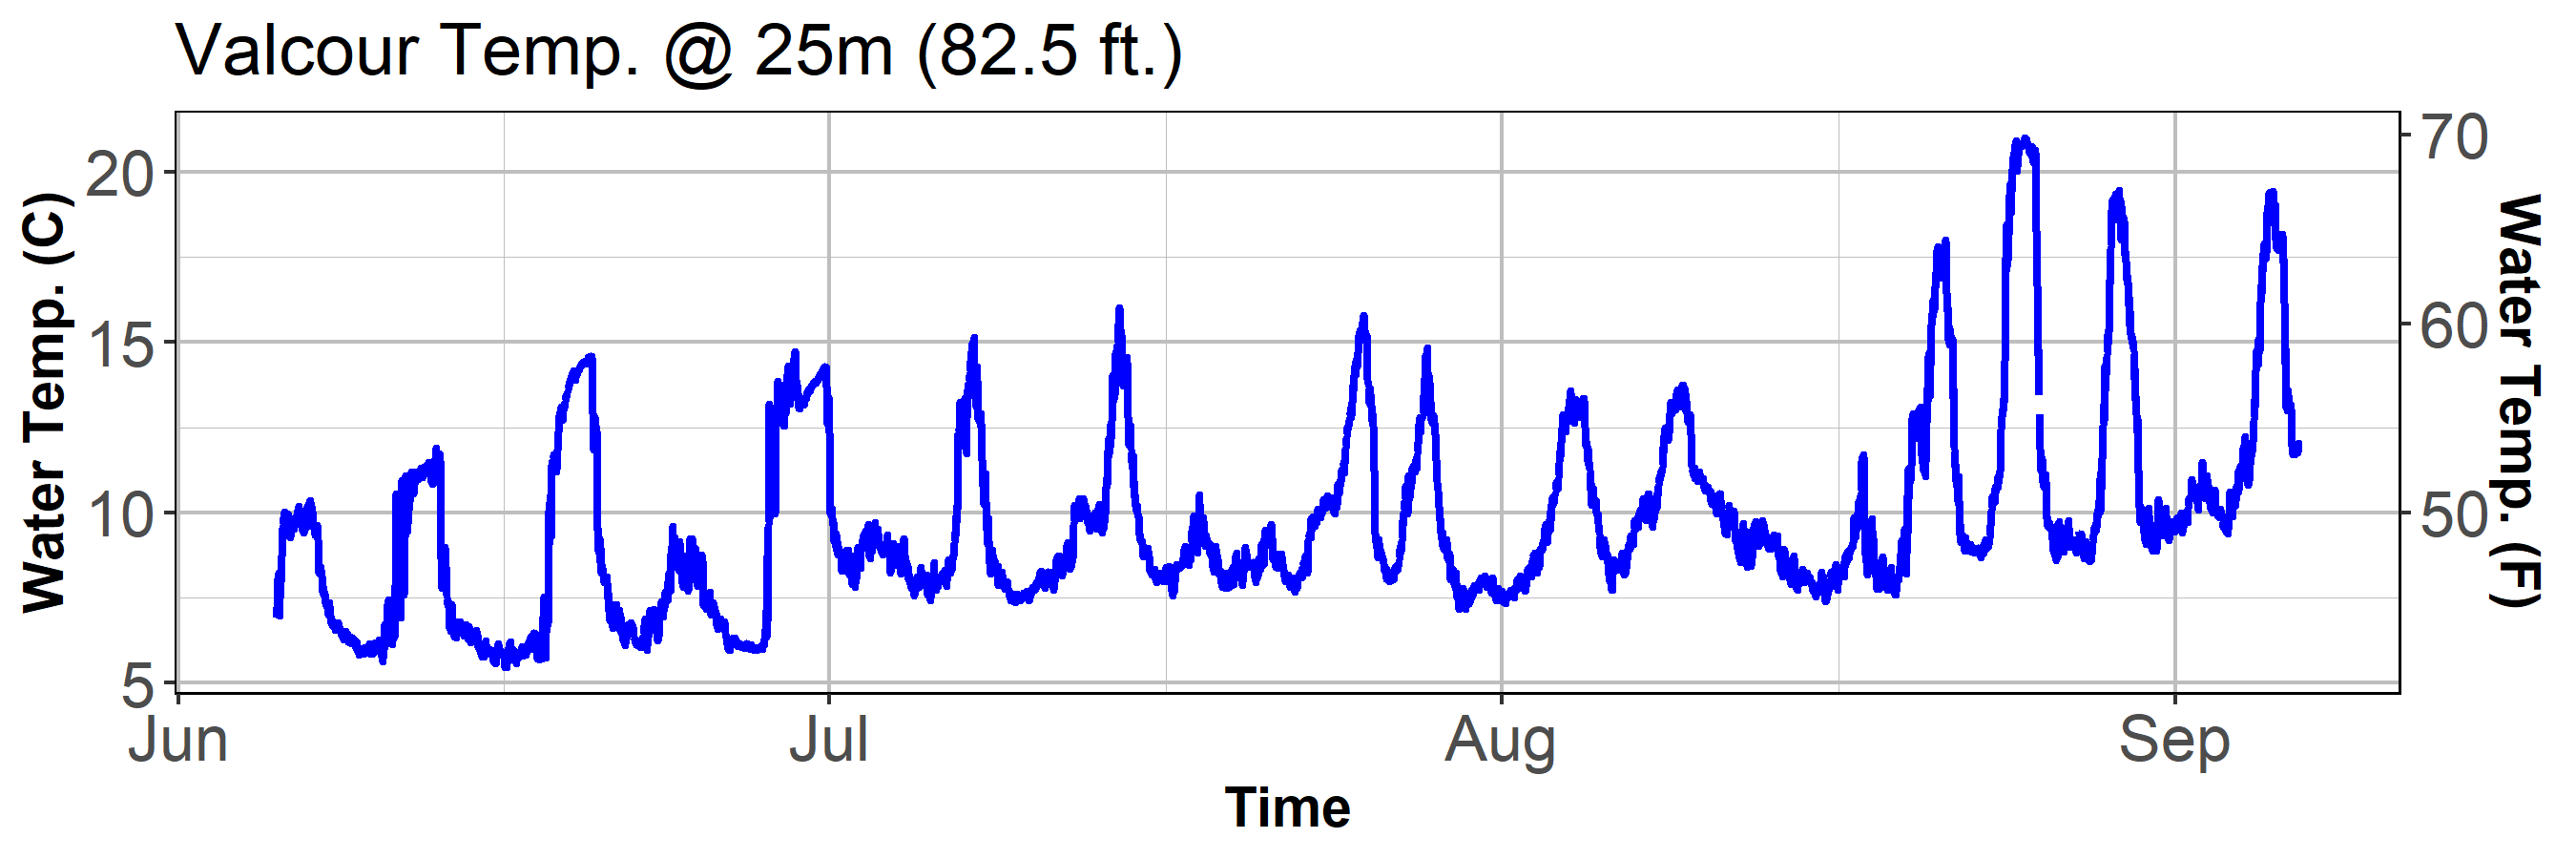 Valcour Temp. @ 25m (82.5 ft.)
Water Temp. (C)
20
15
10
5
70
60
50
Water Temp. (F)
Jun Jul Aug Sep
Time